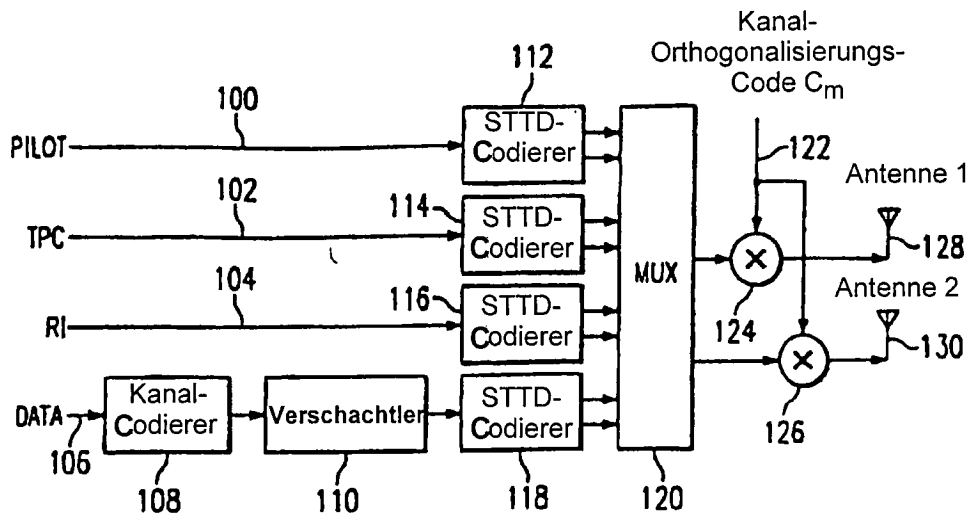 Kanal-
Orthogonalisierungs-
Code Cm
112
100
STTD-
Codierer
PILOT
122
Antenne 1
102
114
STTD-
Codierer
TPC
MUX
128
104
116
STTD-
Codierer
124
Antenne 2
RI
130
DATA
Kanal-
Codierer
Verschachtler
STTD-
Codierer
106
126
108
110
118
120